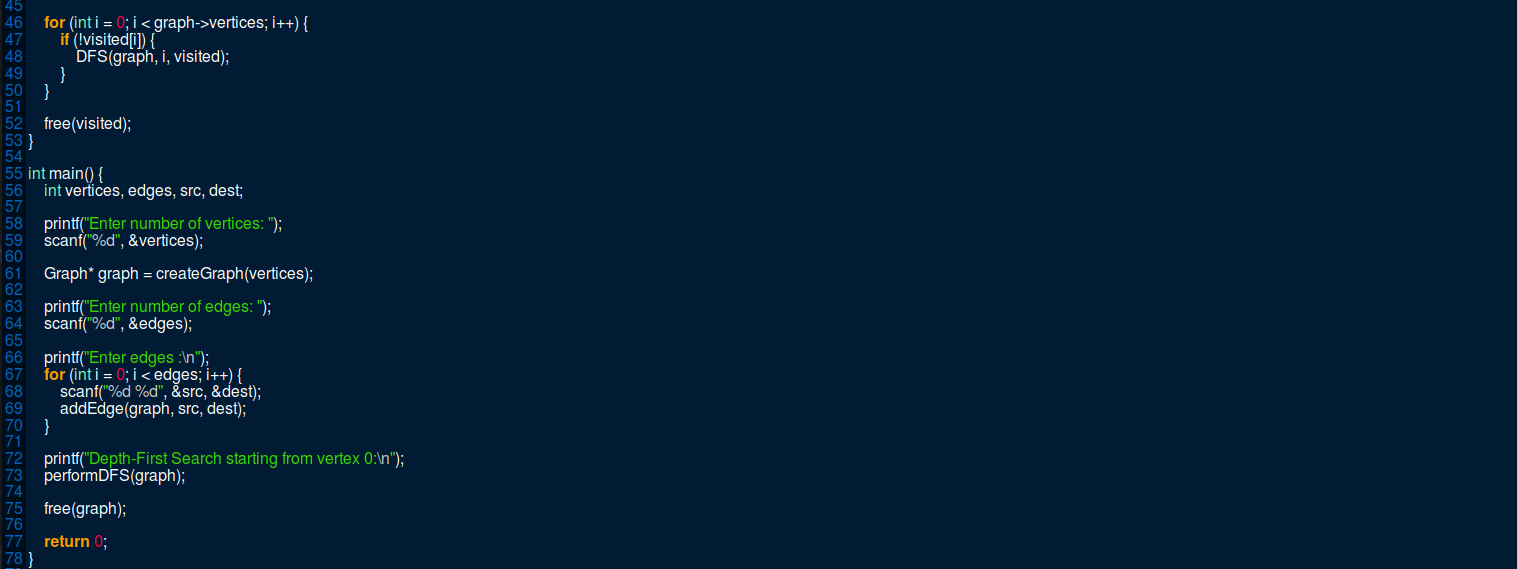 45
46     for (int i = 0; i < graph->vertices; i++) {
47         if (!visited[i]) {
48             DFS(graph, i, visited);
49         }
50     }
51
52     free(visited);
53 }
54
55 int main() {
56     int vertices, edges, src, dest;
57
58     printf("Enter number of vertices: ");
59     scanf("%d", &vertices);
60
61     Graph* graph = createGraph(vertices);
62
63     printf("Enter number of edges: ");
64     scanf("%d", &edges);
65
66     printf("Enter edges :\n");
67     for (int i = 0; i < edges; i++) {
68         scanf("%d %d", &src, &dest);
69         addEdge(graph, src, dest);
70     }
71
72     printf("Depth-First Search starting from vertex 0:\n");
73     performDFS(graph);
74
75     free(graph);
76
77     return 0;
78 }